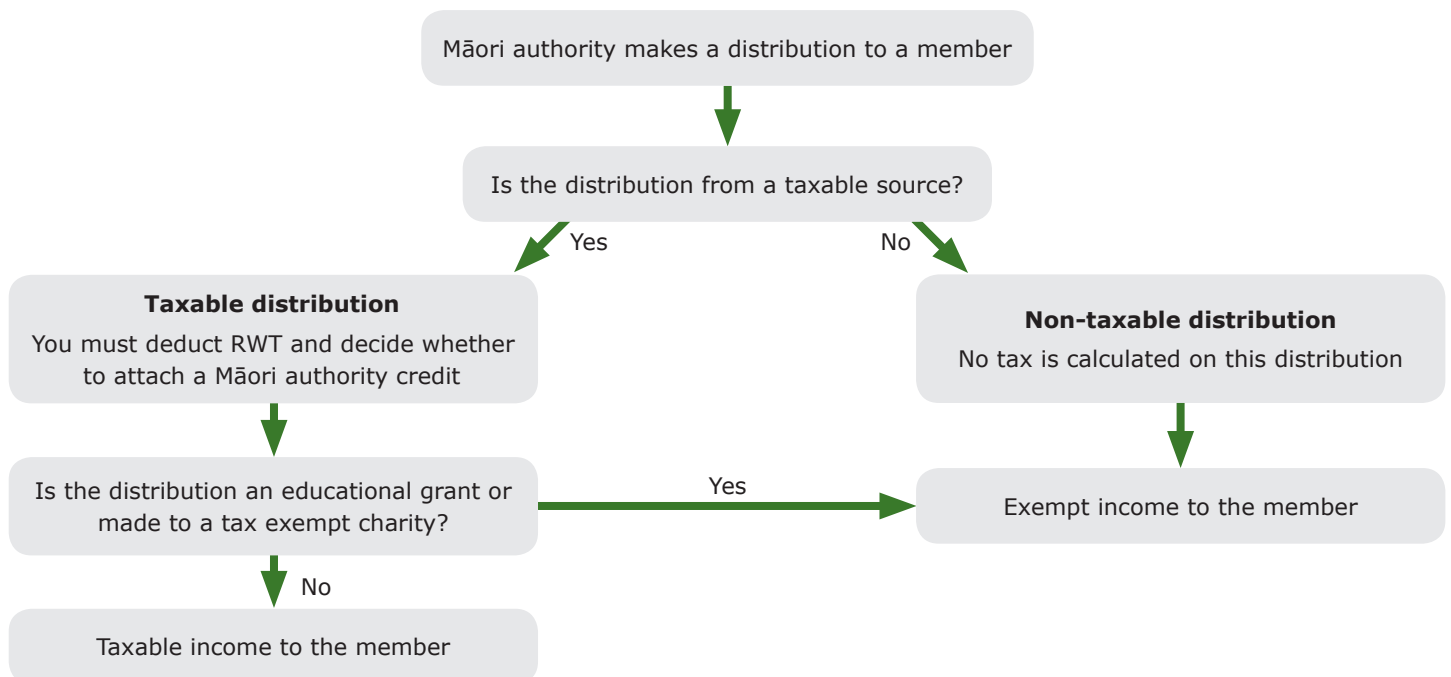 Māori authority makes a distribution to a member
Is the distribution from a taxable source?
Yes
No
Taxable distribution
You must deduct RWT and decide whether
to attach a Māori authority credit
Non-taxable distribution
No tax is calculated on this distribution
Is the distribution an educational grant or
made to a tax exempt charity?
Yes
Exempt income to the member
No
Taxable income to the member